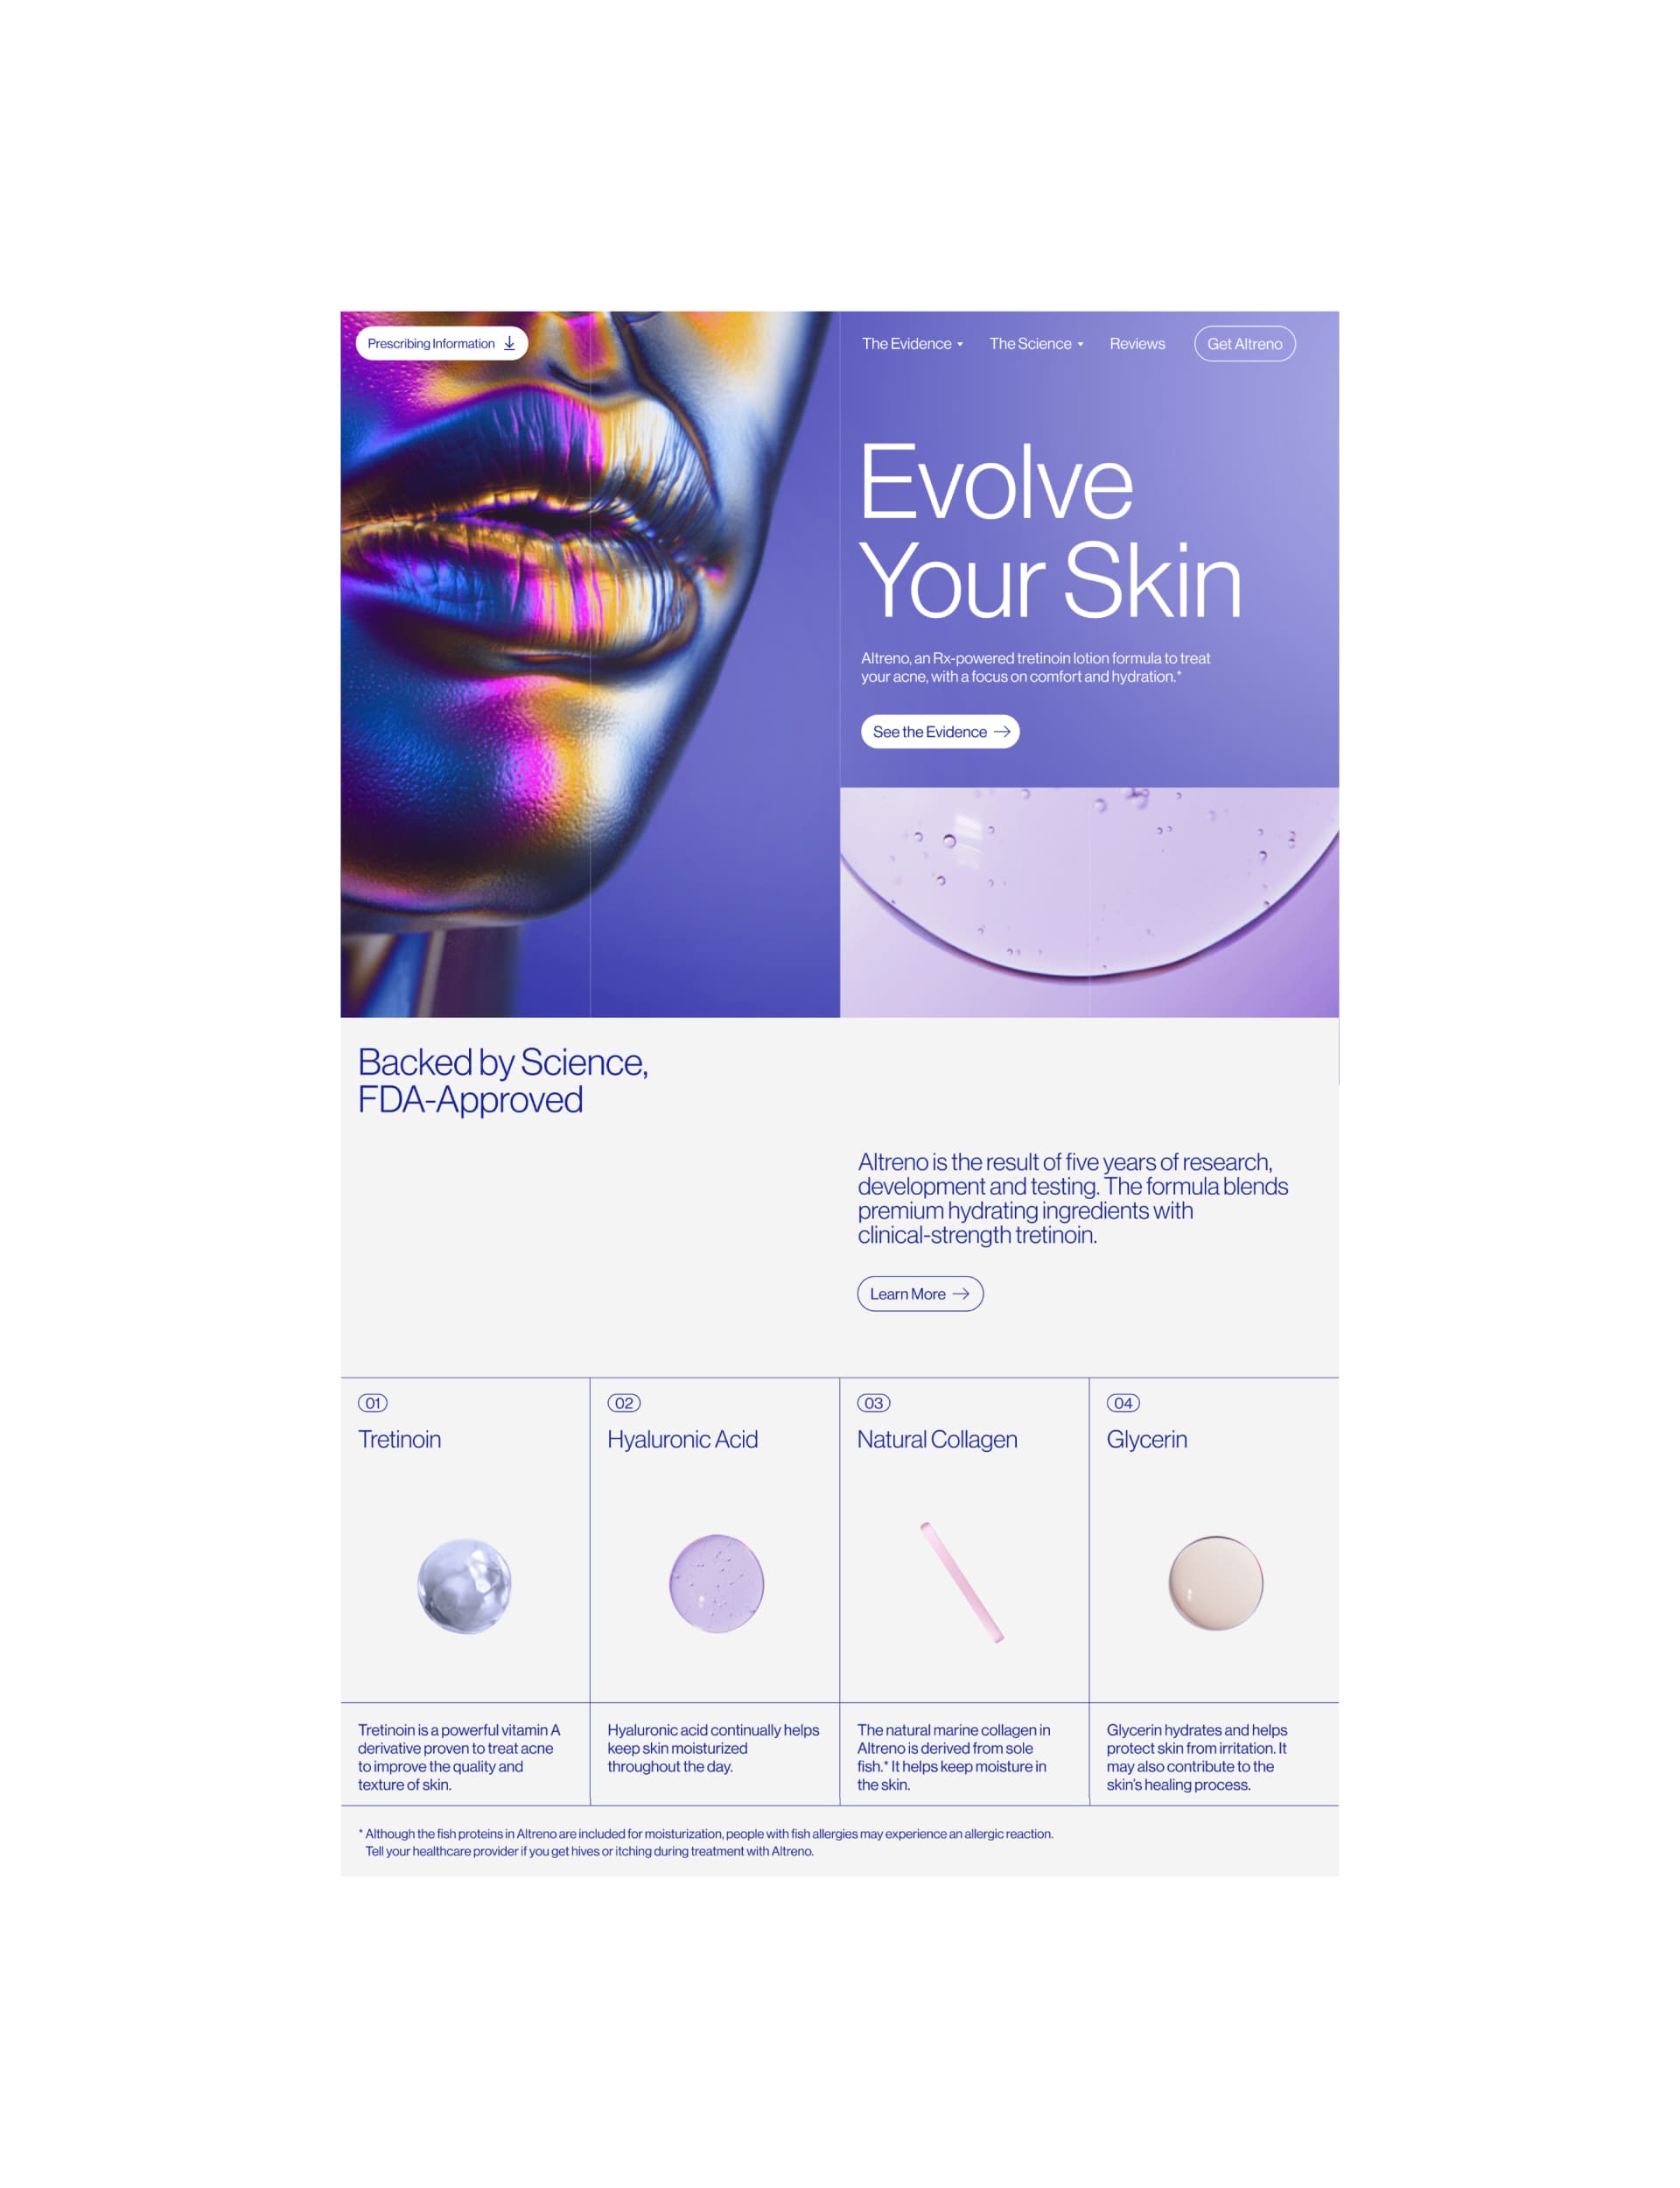 Prescribing Information
The Evidence
The Science
Reviews
Get Altreno
Evolve
Your Skin
Altreno, an Rx-powered tretinoin lotion formula to treat
your acne, with a focus on comfort and hydration.*
See the Evidence
Backed by Science,
FDA-Approved
Altreno is the result of five years of research,
development and testing. The formula blends
premium hydrating ingredients with
clinical-strength tretinoin.
Learn More
01
Tretinoin
02
Hyaluronic Acid
03
Natural Collagen
04
Glycerin
Tretinoin is a powerful vitamin A
derivative proven to treat acne
to improve the quality and
texture of skin.
Hyaluronic acid continually helps
keep skin moisturized
throughout the day.
The natural marine collagen in
Altreno is derived from sole
fish.* It helps keep moisture in
the skin.
Glycerin hydrates and helps
protect skin from irritation. It
may also contribute to the
skin's healing process.
* Although the fish proteins in Altreno are included for moisturization, people with fish allergies may experience an allergic reaction.
Tell your healthcare provider if you get hives or itching during treatment with Altreno.